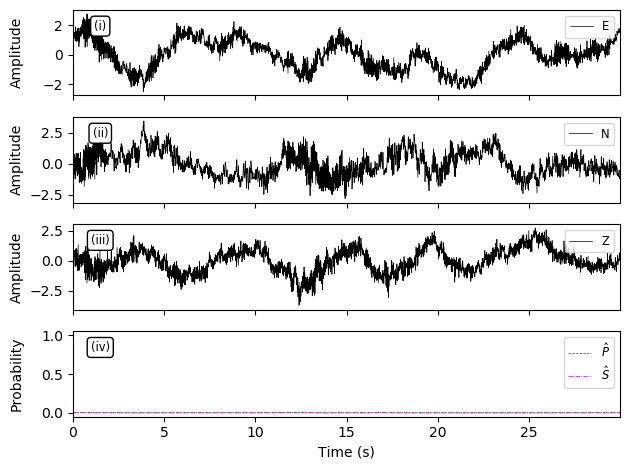 Amplitude
2
0
−2
(i)
E
Amplitude
2.5
0.0
−2.5
(ii)
N
Amplitude
2.5
0.0
−2.5
(iii)
Z
Probability
1.0
0.5
0.0
(iv)
P̂
Ŝ
0 5 10 15 20 25
Time (s)